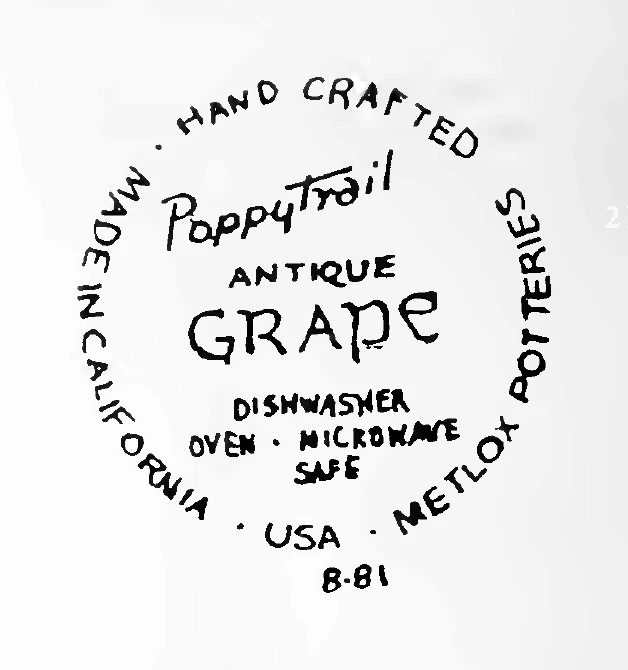 HAND CRAFTED
METLOX POTTERIES
· USA ·
MADE IN CALIFORNIA ·
PoppyTrail
ANTIQUE
GRAPE
DISHWASHER
OVEN · MICROWAVE
SAFE
8-81